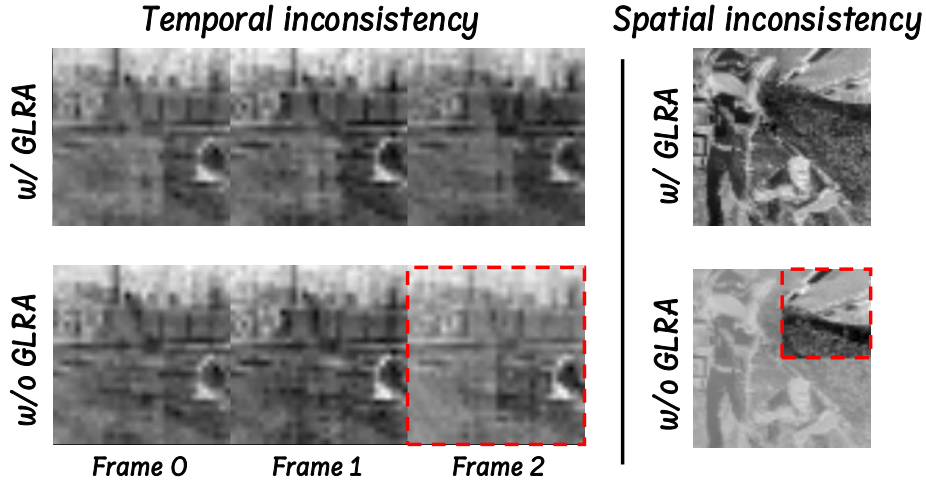 Temporal inconsistency
Spatial inconsistency
w/ GLRA
w/ GLRA
w/o GLRA
w/o GLRA
Frame 0
Frame 1
Frame 2